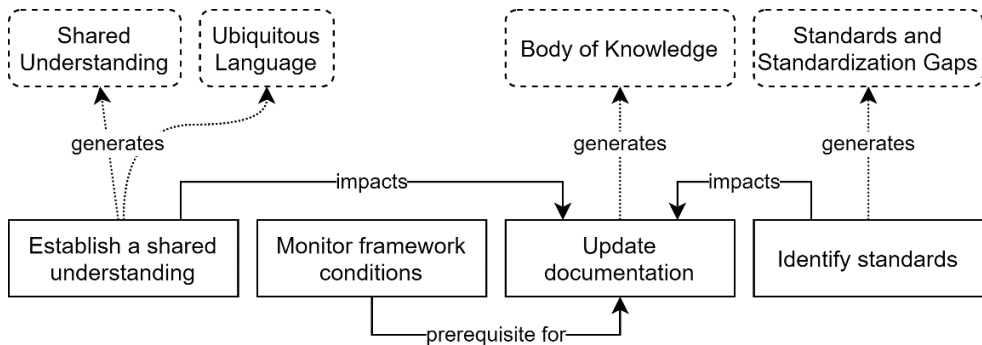 Shared
Understanding
Ubiquitous
Language
Body of Knowledge
Standards and
Standardization Gaps
generates
generates
generates
impacts
impacts
Establish a shared
understanding
Monitor framework
conditions
Update
documentation
Identify standards
prerequisite for